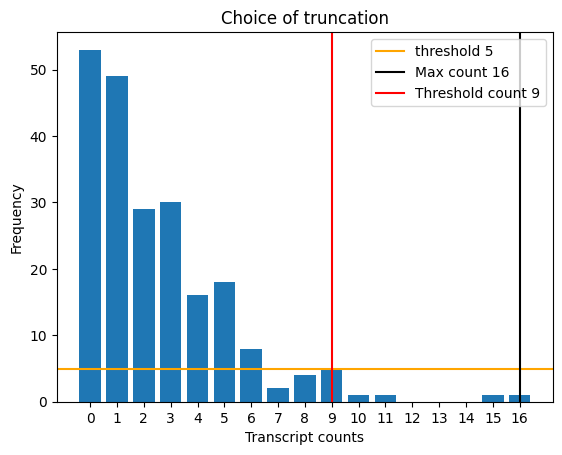 Choice of truncation
threshold 5
Max count 16
Threshold count 9
Frequency
50
40
30
20
10
0
0 1 2 3 4 5 6 7 8 9 10 11 12 13 14 15 16
Transcript counts